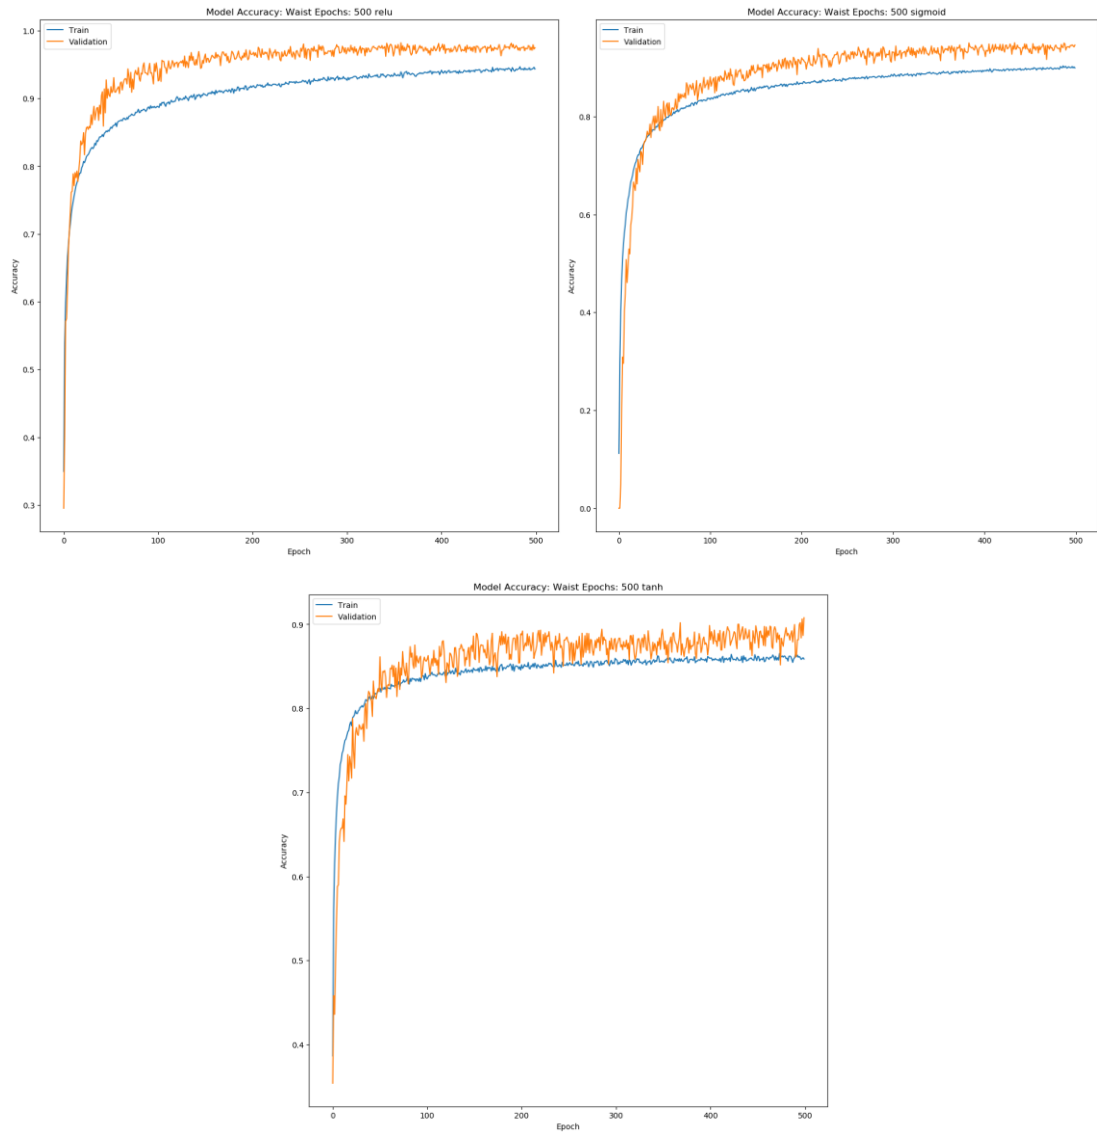 Model Accuracy: Waist Epochs: 500 relu
Train
Validation
1.0
0.9
0.8
0.7
0.6
0.5
0.4
0.3
Accuracy
0 100 200 300 400 500
Epoch
Model Accuracy: Waist Epochs: 500 sigmoid
Train
Validation
0.8
0.6
0.4
0.2
0.0
Accuracy
0 100 200 300 400 500
Epoch
Model Accuracy: Waist Epochs: 500 tanh
Train
Validation
0.9
0.8
0.7
0.6
0.5
0.4
Accuracy
0 100 200 300 400 500
Epoch